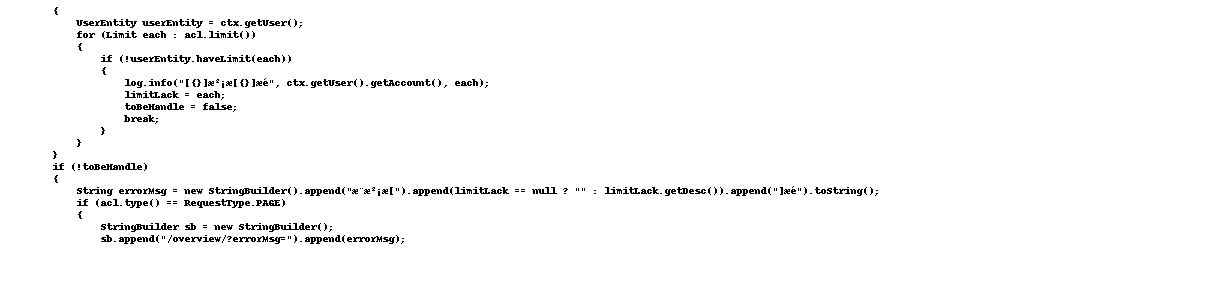 {
UserEntity userEntity = ctx.getUser();
for (Limit each : acl.limit())
{
if (!userEntity.haveLimit(each))
{
log.info("[{}]æ²¡æ[{}]æé", ctx.getUser().getAccount(), each);
limitLack = each;
toBeHandle = false;
break;
}
}
}
if (!toBeHandle)
{
String errorMsg = new StringBuilder().append("æ¨æ²¡æ[").append(limitLack == null ? "" : limitLack.getDesc()).append("]æé").toString();
if (acl.type() == RequestType.PAGE)
{
StringBuilder sb = new StringBuilder();
sb.append("/overview/?errorMsg=").append(errorMsg);